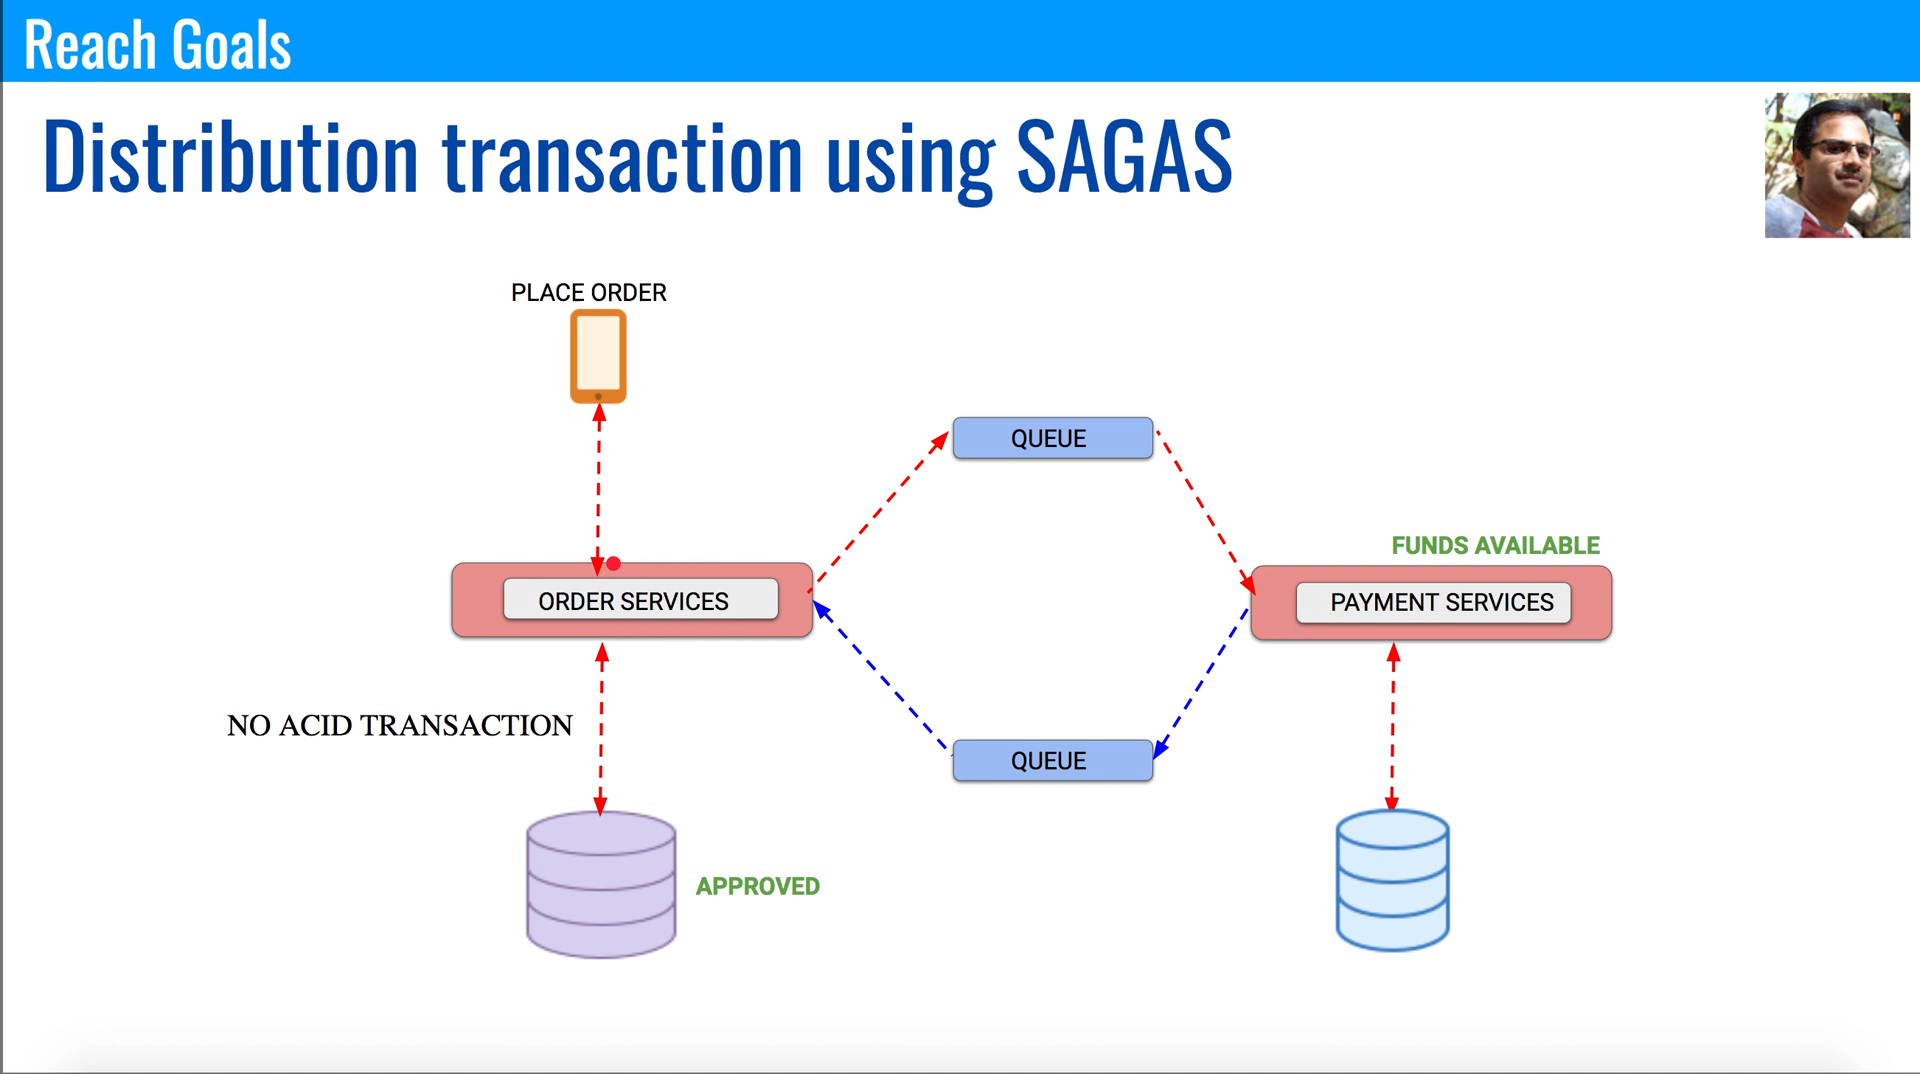 Reach Goals
Distribution transaction using SAGAS
PLACE ORDER
QUEUE
FUNDS AVAILABLE
ORDER SERVICES
PAYMENT SERVICES
NO ACID TRANSACTION
QUEUE
APPROVED